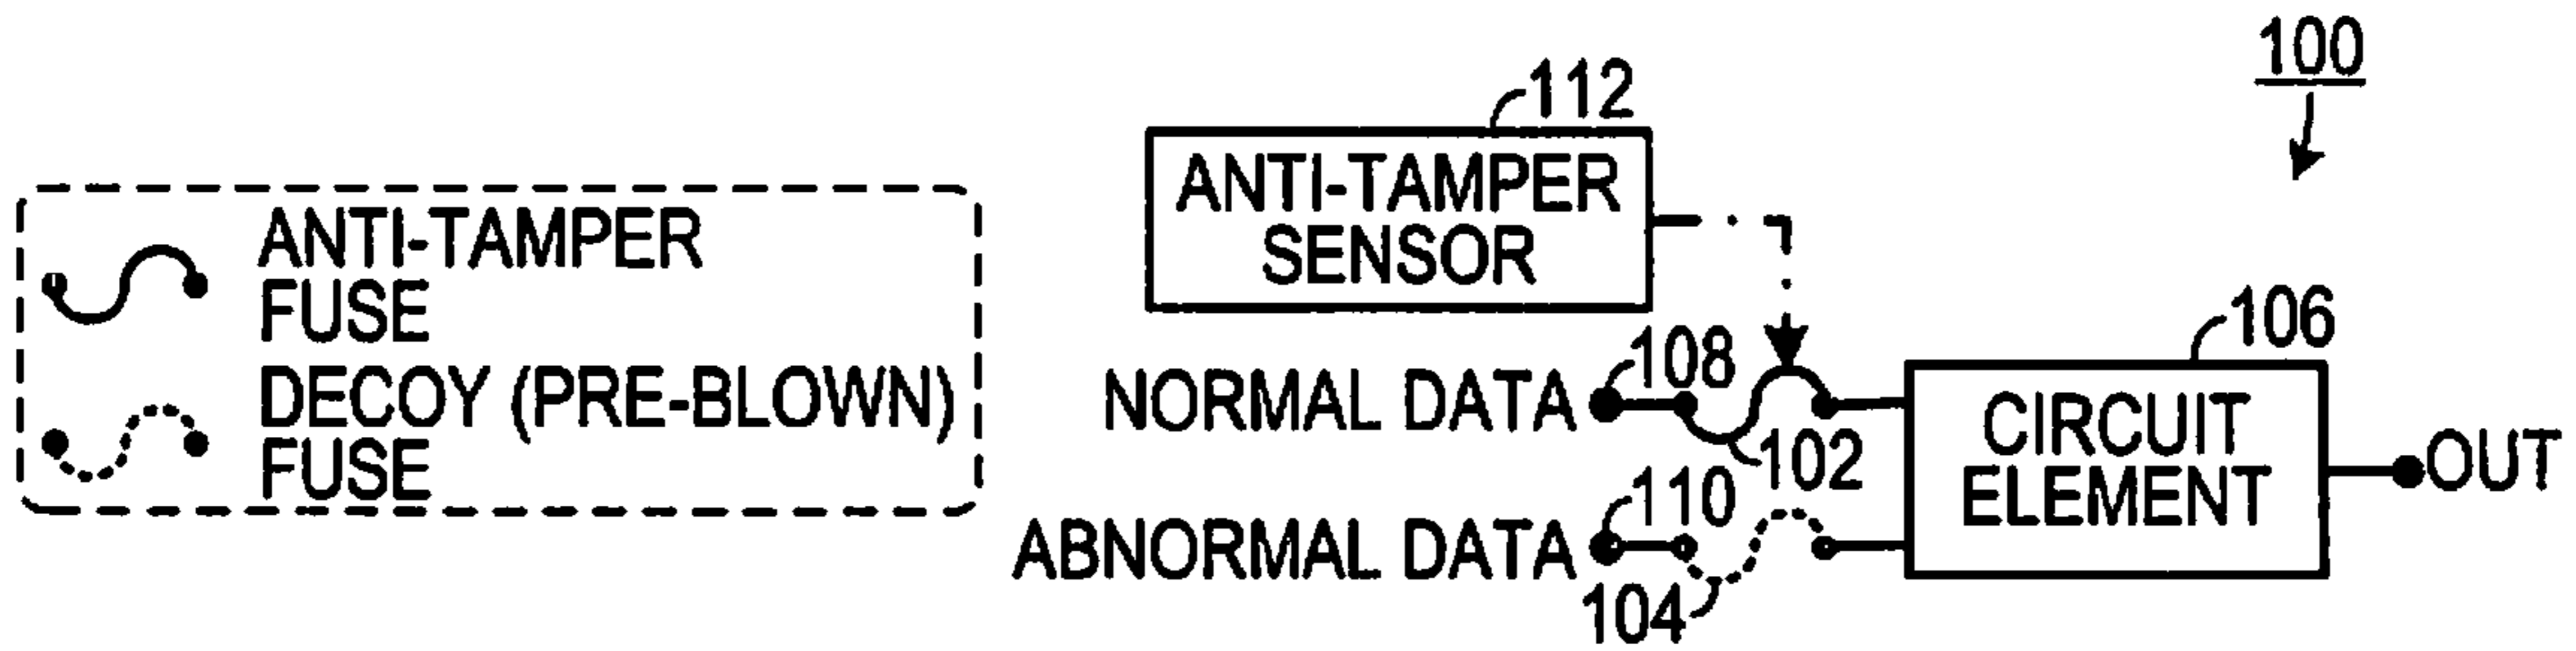 100
112
ANTI-TAMPER
SENSOR
ANTI-TAMPER
FUSE
DECOY (PRE-BLOWN)
FUSE
106
108
NORMAL DATA
102
CIRCUIT
ELEMENT
OUT
110
ABNORMAL DATA
104